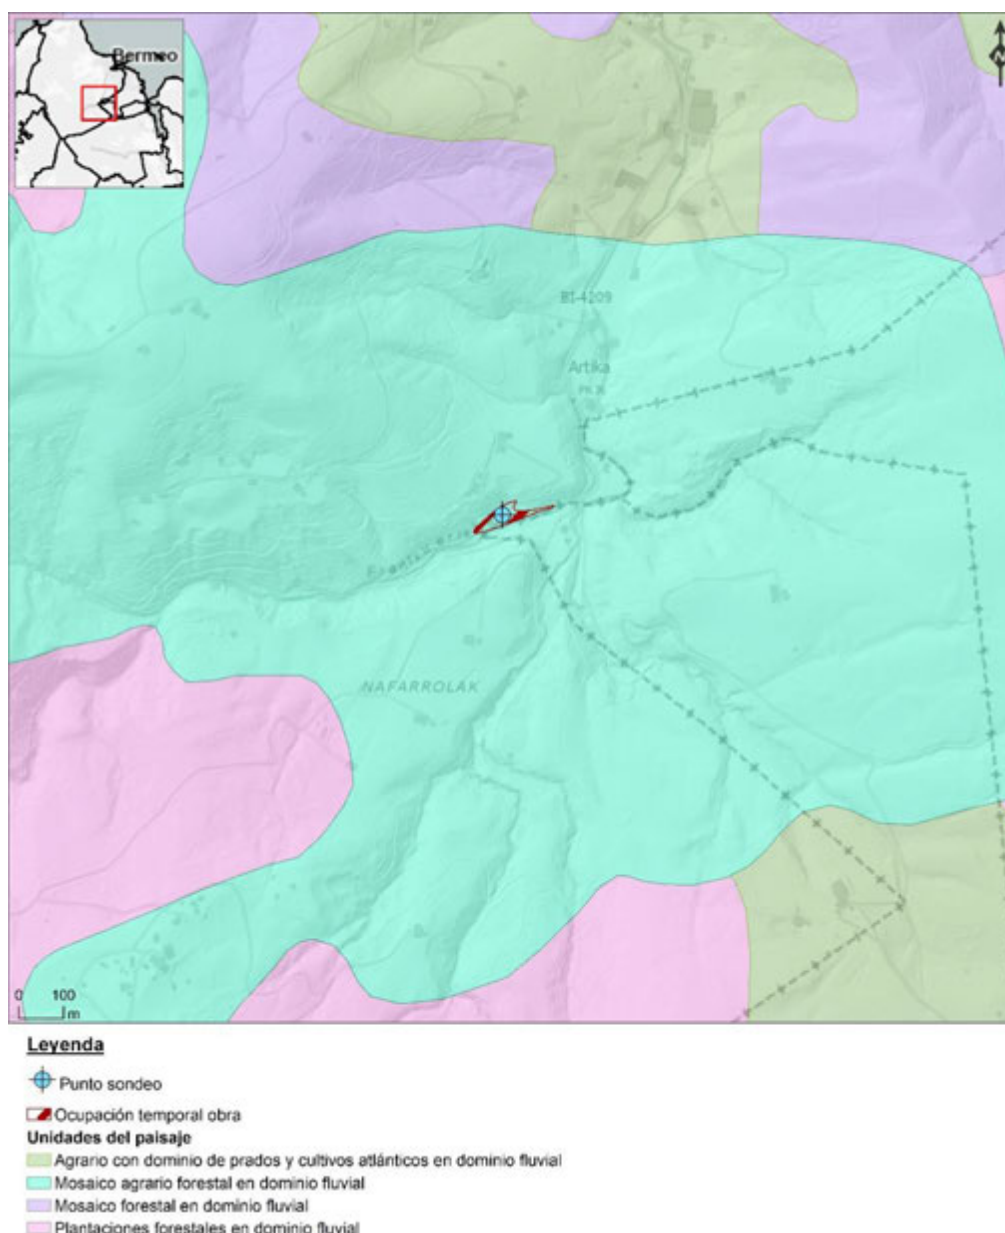 Bermeo
N
BI-4209
Artika
NAFARROLAK
0 100
m
Leyenda
Punto sondeo
Ocupación temporal obra
Unidades del paisaje
Agrario con dominio de prados y cultivos atlánticos en dominio fluvial
Mosaico agrario forestal en dominio fluvial
Mosaico forestal en dominio fluvial
Plantaciones forestales en dominio fluvial